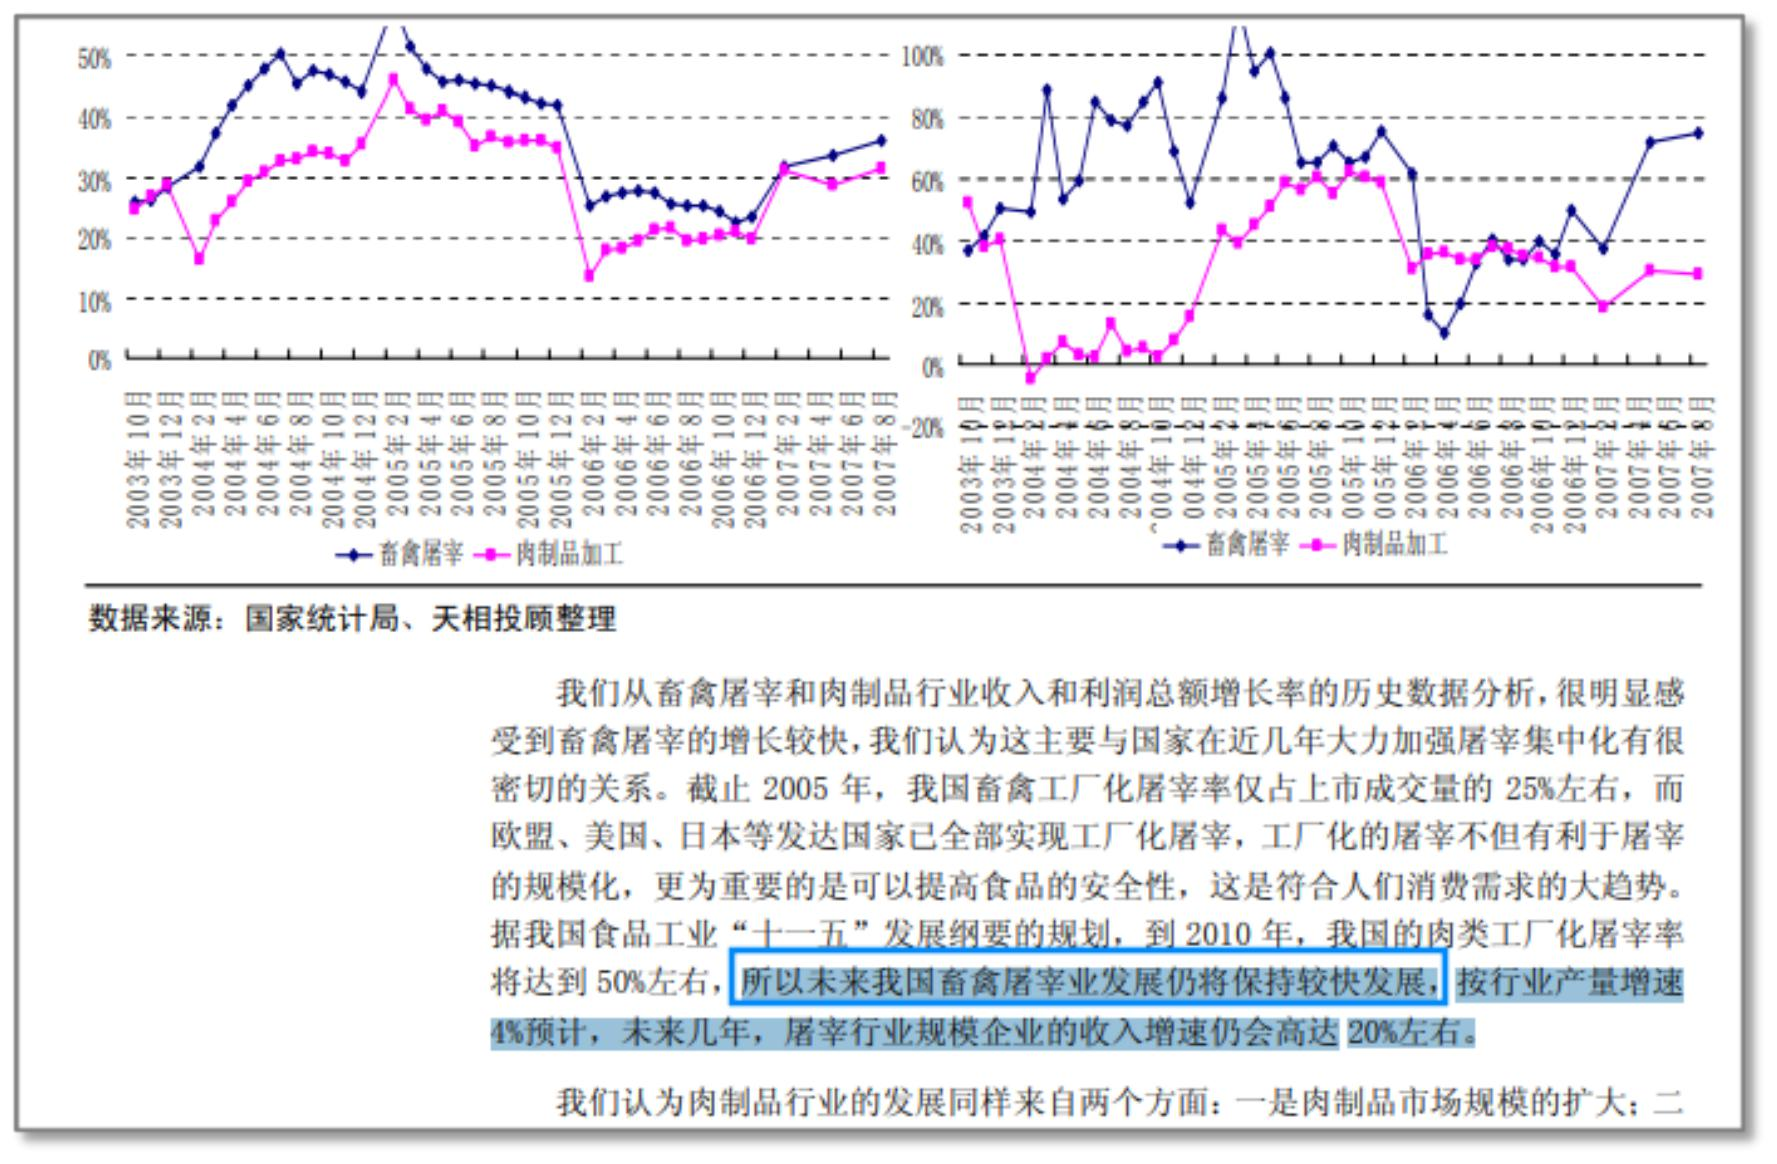 50%
40%
30%
20%
10%
0%
2003年10月
2003年12月
2004年2月
2004年4月
2004年6月
2004年8月
2004年10月
2004年12月
2005年2月
2005年4月
2005年6月
2005年8月
2005年10月
2005年12月
2006年2月
2006年4月
2006年6月
2006年8月
2006年10月
2006年12月
2007年2月
2007年4月
2007年6月
2007年8月
畜禽屠宰 肉制品加工
100%
80%
60%
40%
20%
0%
-20%
2003年10月
2003年12月
2004年2月
2004年4月
2004年6月
2004年8月
2004年10月
2004年12月
2005年2月
2005年4月
2005年6月
2005年8月
2005年10月
2005年12月
2006年2月
2006年4月
2006年6月
2006年8月
2006年10月
2006年12月
2007年2月
2007年4月
2007年6月
2007年8月
畜禽屠宰 肉制品加工
数据来源：国家统计局、天相投顾整理
我们从畜禽屠宰和肉制品行业收入和利润总额增长率的历史数据分析，很明显感
受到畜禽屠宰的增长较快，我们认为这主要与国家在近几年大力加强屠宰集中化有很
密切的关系。截止 2005 年，我国畜禽工厂化屠宰率仅占上市成交量的 25%左右，而
欧盟、美国、日本等发达国家已全部实现工厂化屠宰，工厂化的屠宰不但有利于屠宰
的规模化，更为重要的是可以提高食品的安全性，这是符合人们消费需求的大趋势。
据我国食品工业“十一五”发展纲要的规划，到 2010 年，我国的肉类工厂化屠宰率
将达到 50%左右，所以未来我国畜禽屠宰业发展仍将保持较快发展，按行业产量增速
4%预计，未来几年，屠宰行业规模企业的收入增速仍会高达 20%左右。
我们认为肉制品行业的发展同样来自两个方面：一是肉制品市场规模的扩大；二